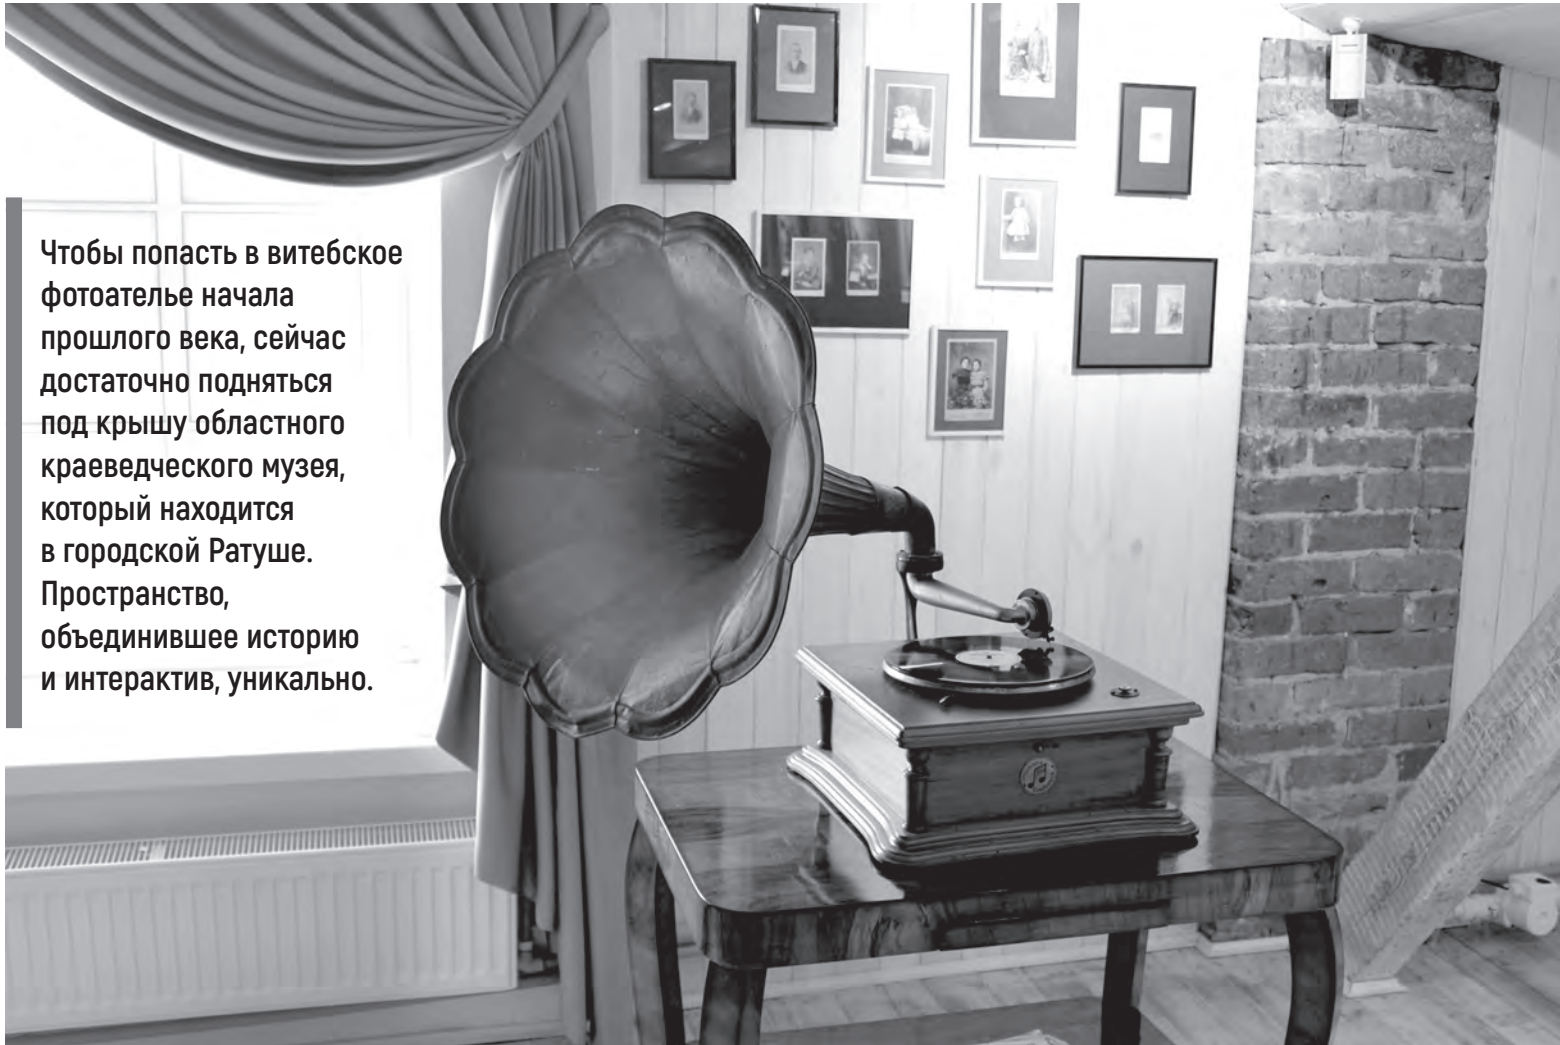 Чтобы попасть в витебское
фотоателье начала
прошлого века, сейчас
достаточно подняться
под крышу областного
краеведческого музея,
который находится
в городской Ратуше.
Пространство,
объединившее историю
и интерактив, уникально.